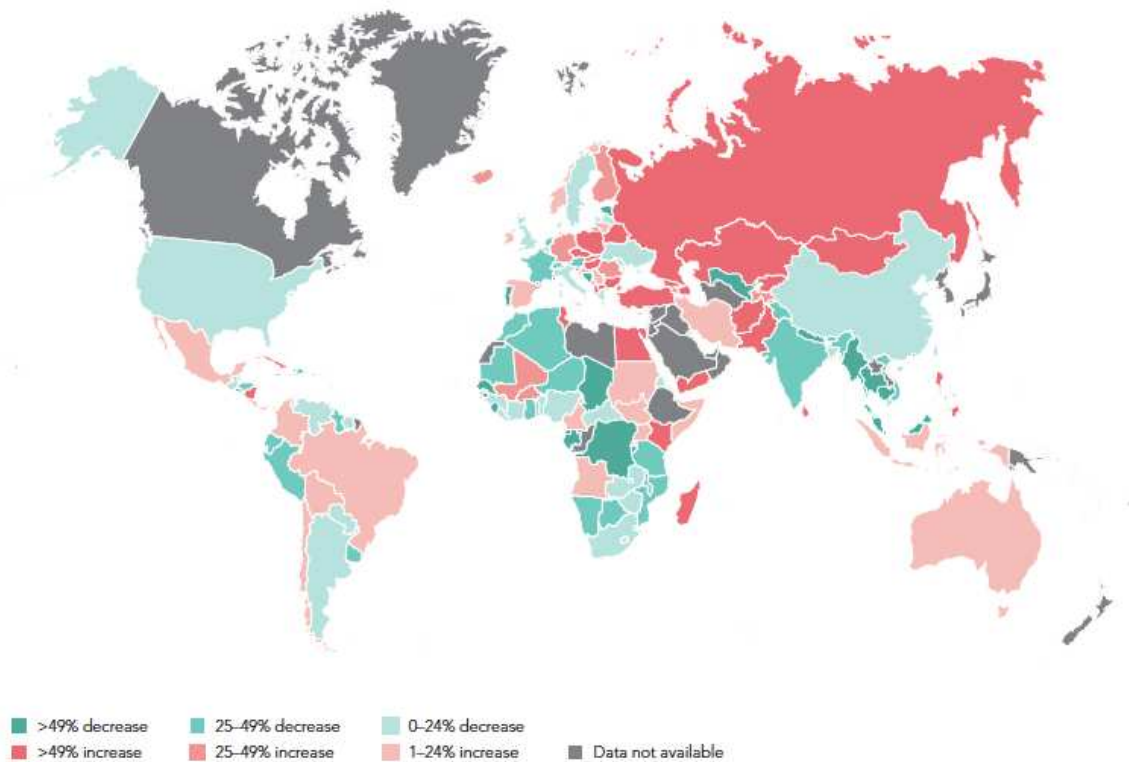 >49% decrease 25–49% decrease 0–24% decrease
>49% increase 25–49% increase 1–24% increase Data not available